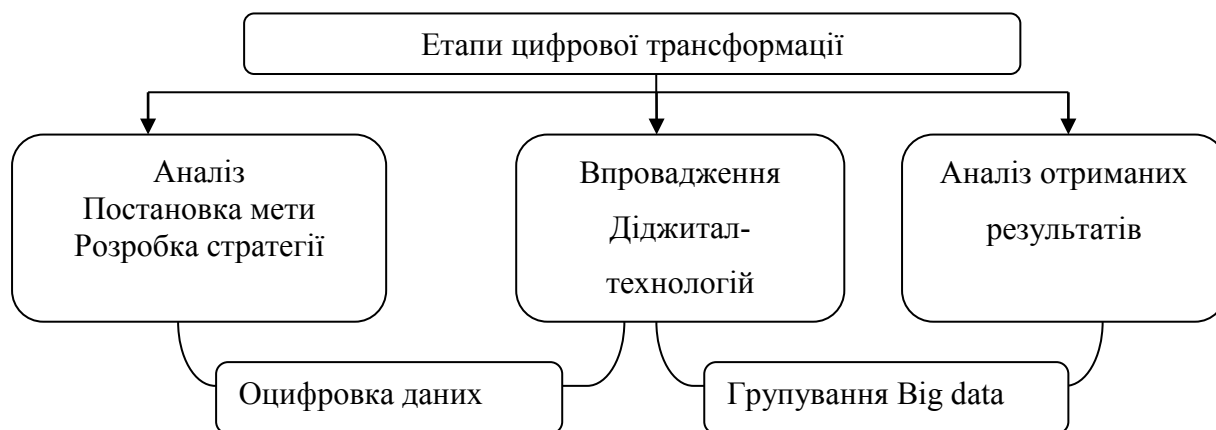 Етапи цифрової трансформації
Аналіз
Постановка мети
Розробка стратегії
Впровадження
Діджитал-
технологій
Аналіз отриманих
результатів
Оцифровка даних
Групування Big data